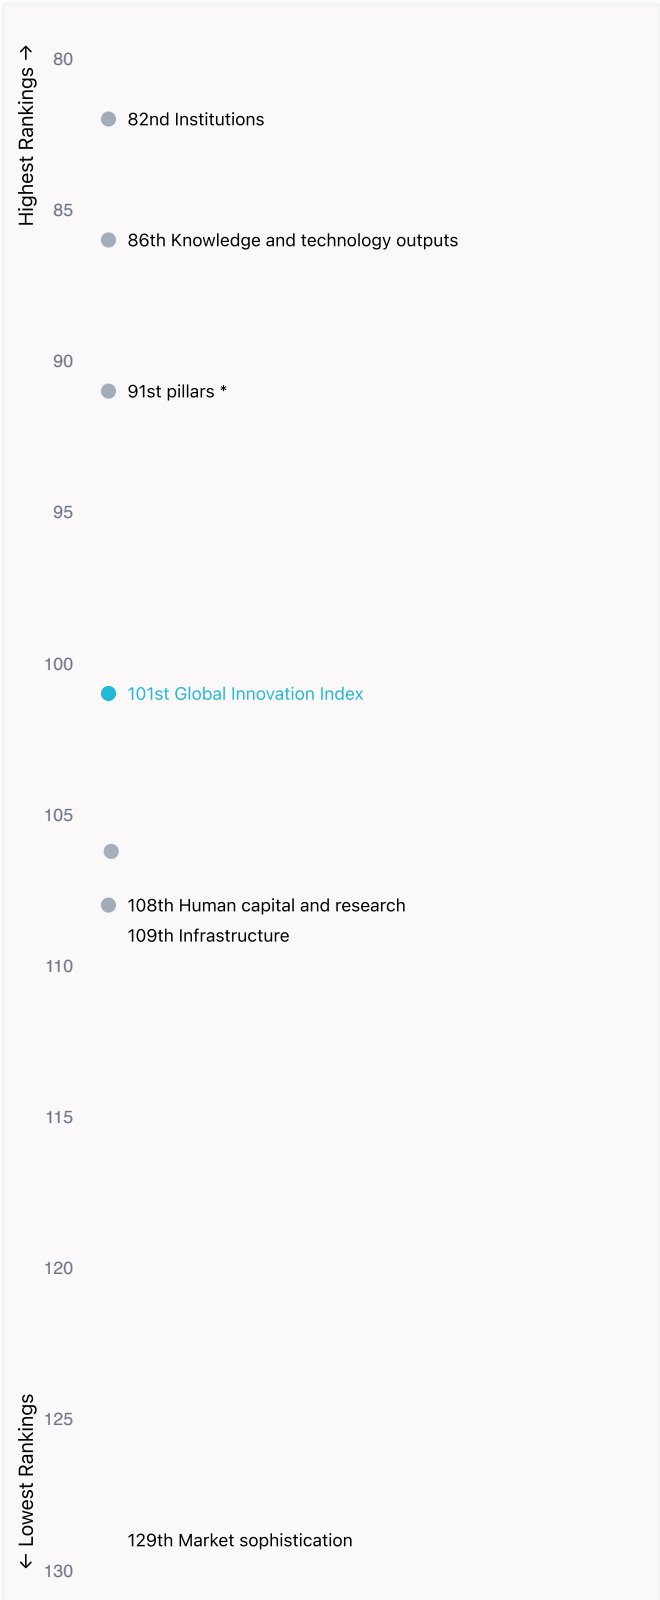 Highest Rankings →
80
82nd Institutions
85
86th Knowledge and technology outputs
90
91st pillars *
95
100
101st Global Innovation Index
105
108th Human capital and research
109th Infrastructure
110
115
120
125
← Lowest Rankings
129th Market sophistication
130